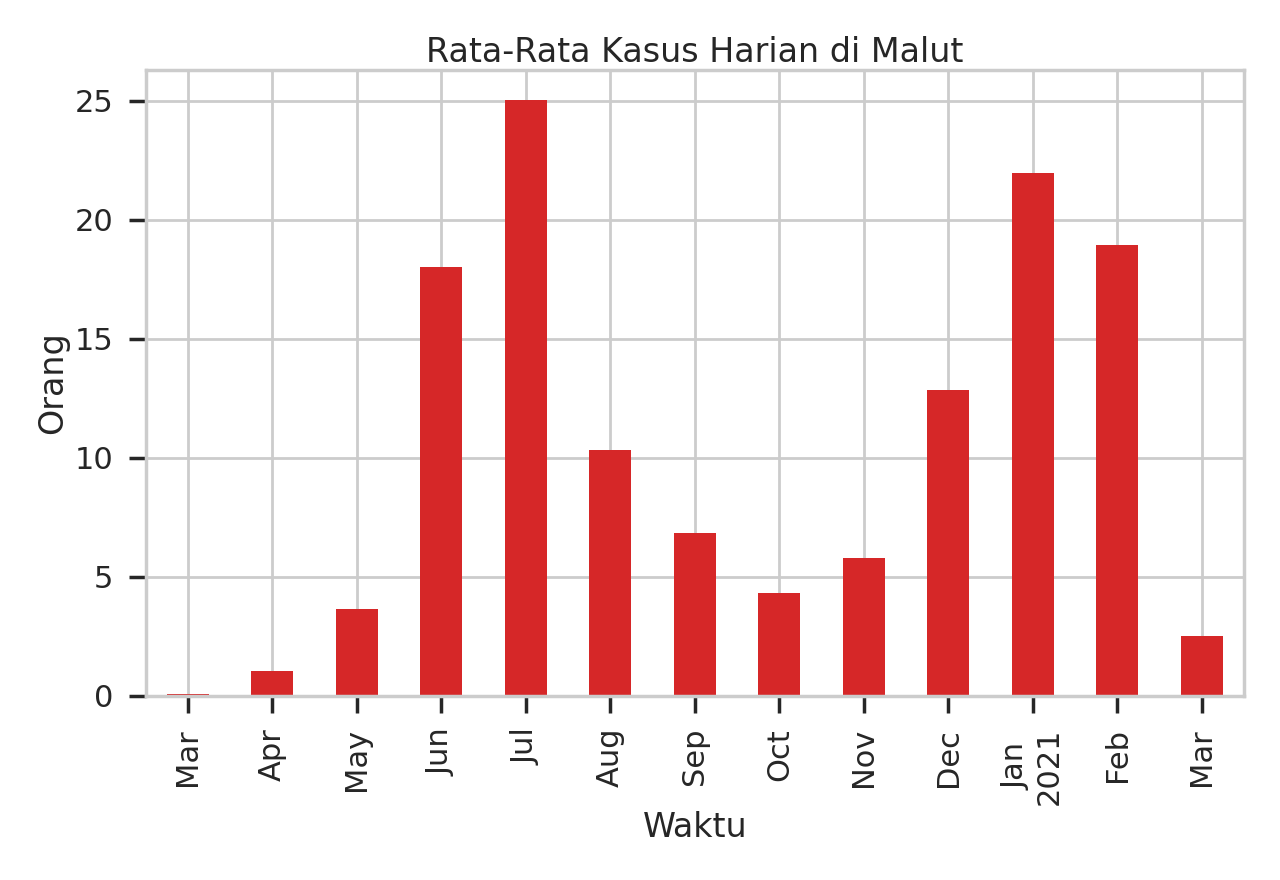 Rata-Rata Kasus Harian di Malut
25
20
15
10
5
0
Orang
Mar
Apr
May
Jun
Jul
Aug
Sep
Oct
Nov
Dec
Jan
2021
Feb
Mar
Waktu